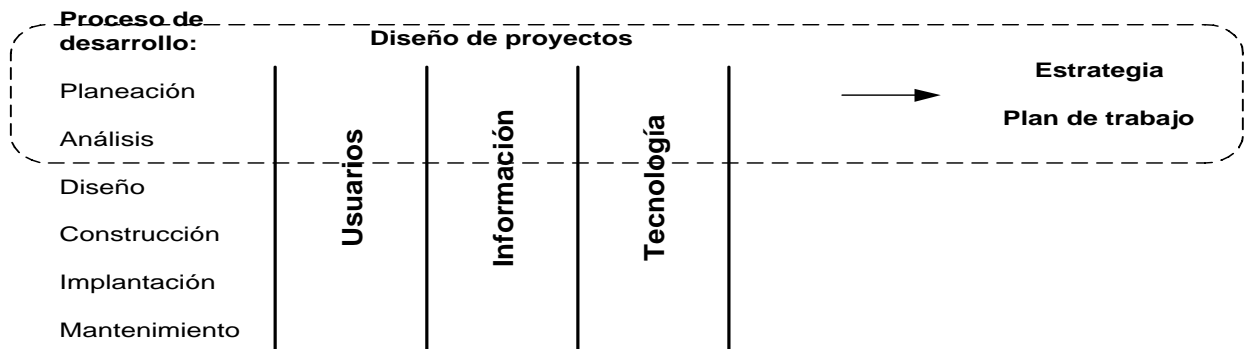 Proceso de
desarrollo:
Diseño de proyectos
Planeación
Análisis
Diseño
Construcción
Implantación
Mantenimiento
Usuarios
Información
Tecnología
Estrategia
Plan de trabajo